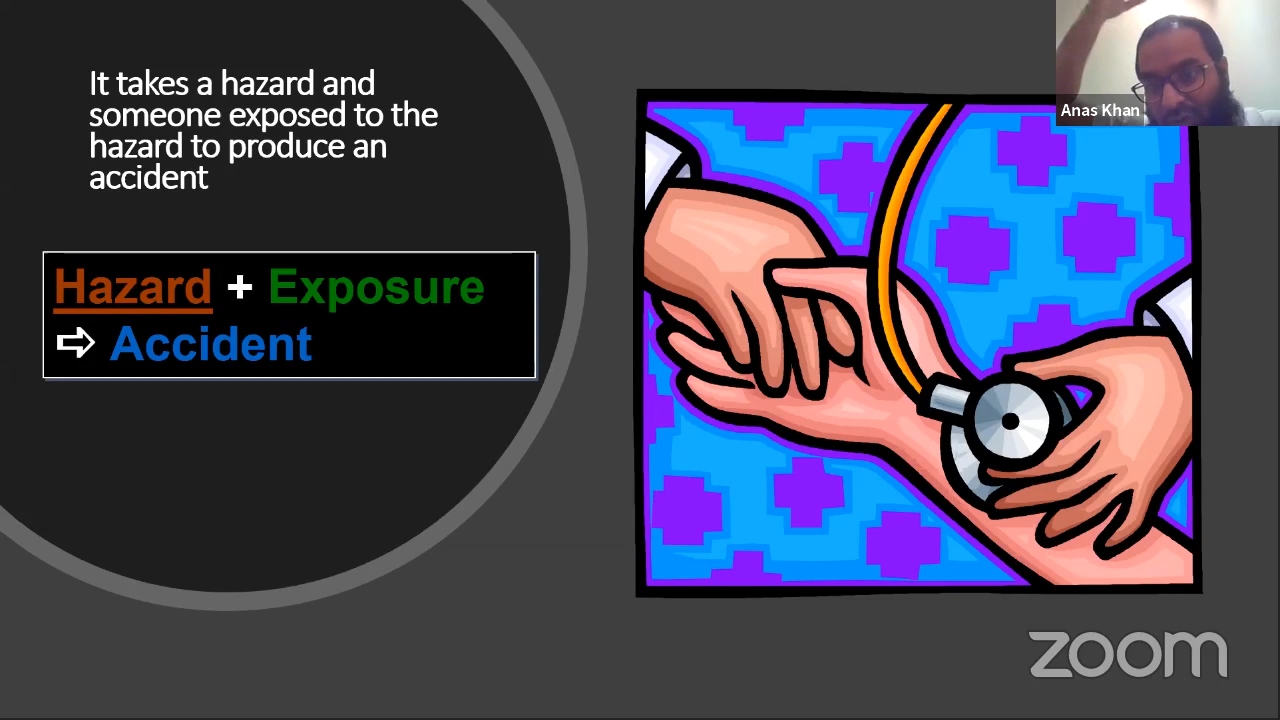 It takes a hazard and
someone exposed to the
hazard to produce an
accident
Hazard + Exposure
⇨ Accident
Anas Khan
zoom